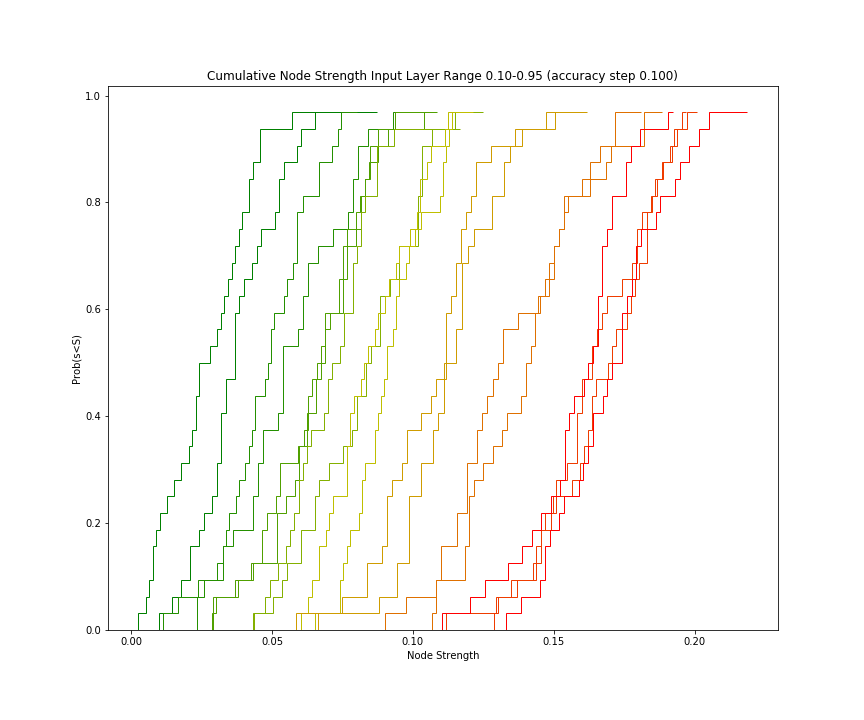 Cumulative Node Strength Input Layer Range 0.10-0.95 (accuracy step 0.100)
1.0
0.8
0.6
0.4
0.2
0.0
Prob(s<S)
0.00 0.05 0.10 0.15 0.20
Node Strength